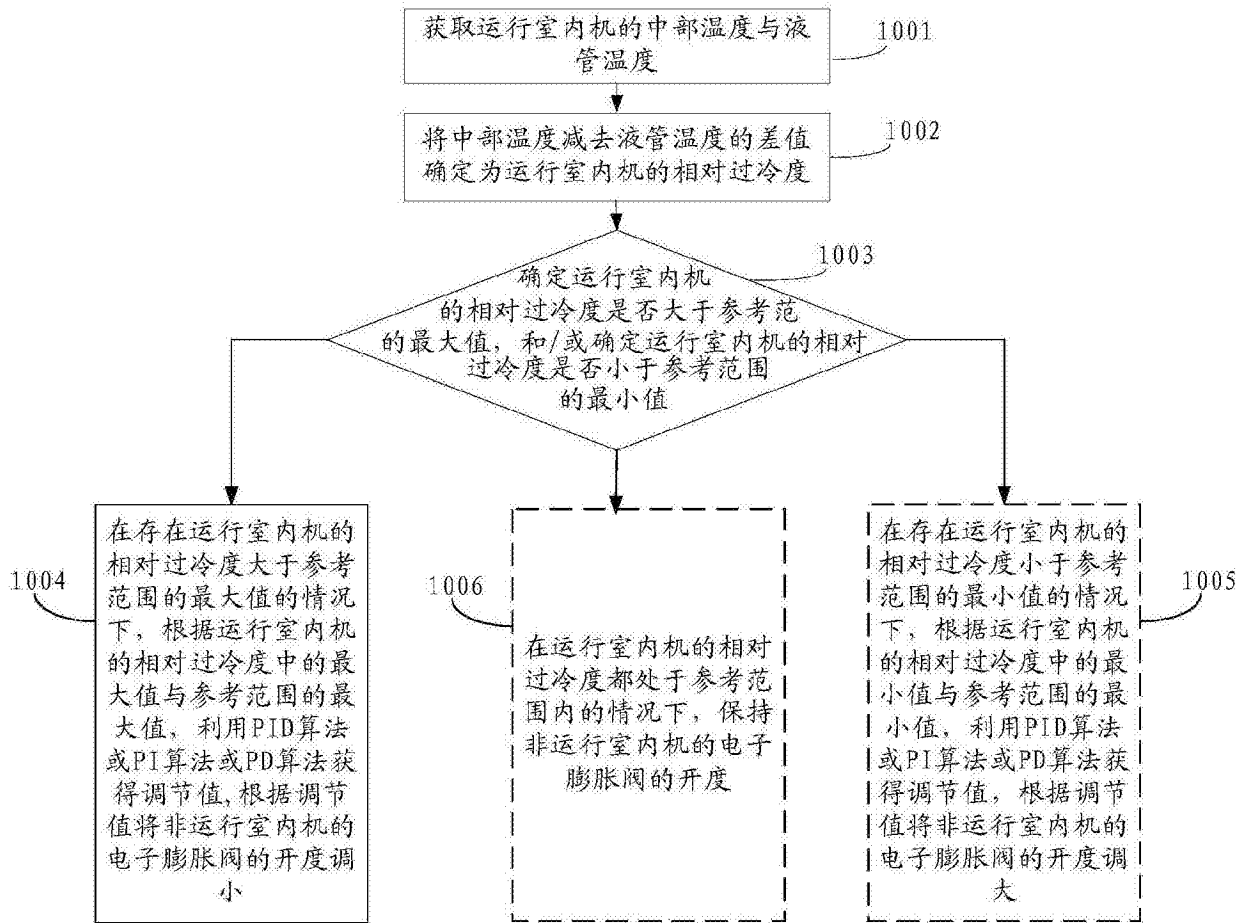 获取运行室内机的中部温度与液
管温度
1001
将中部温度减去液管温度的差值
确定为运行室内机的相对过冷度
1002
确定运行室内机
的相对过冷度是否大于参考范
的最大值，和/或确定运行室内机的相对
过冷度是否小于参考范围
的最小值
1003
在存在运行室内机的
相对过冷度大于参考
范围的最大值的情况
下，根据运行室内机
的相对过冷度中的最
大值与参考范围的最
大值，利用PID算法
或PI算法或PD算法获
得调节值,根据调节
值将非运行室内机的
电子膨胀阀的开度调
小
1004
在运行室内机的相对
过冷度都处于参考范
围内的情况下，保持
非运行室内机的电子
膨胀阀的开度
1006
在存在运行室内机的
相对过冷度小于参考
范围的最小值的情况
下，根据运行室内机
的相对过冷度中的最
小值与参考范围的最
小值，利用PID算法
或PI算法或PD算法获
得调节值，根据调节
值将非运行室内机的
电子膨胀阀的开度调
大
1005